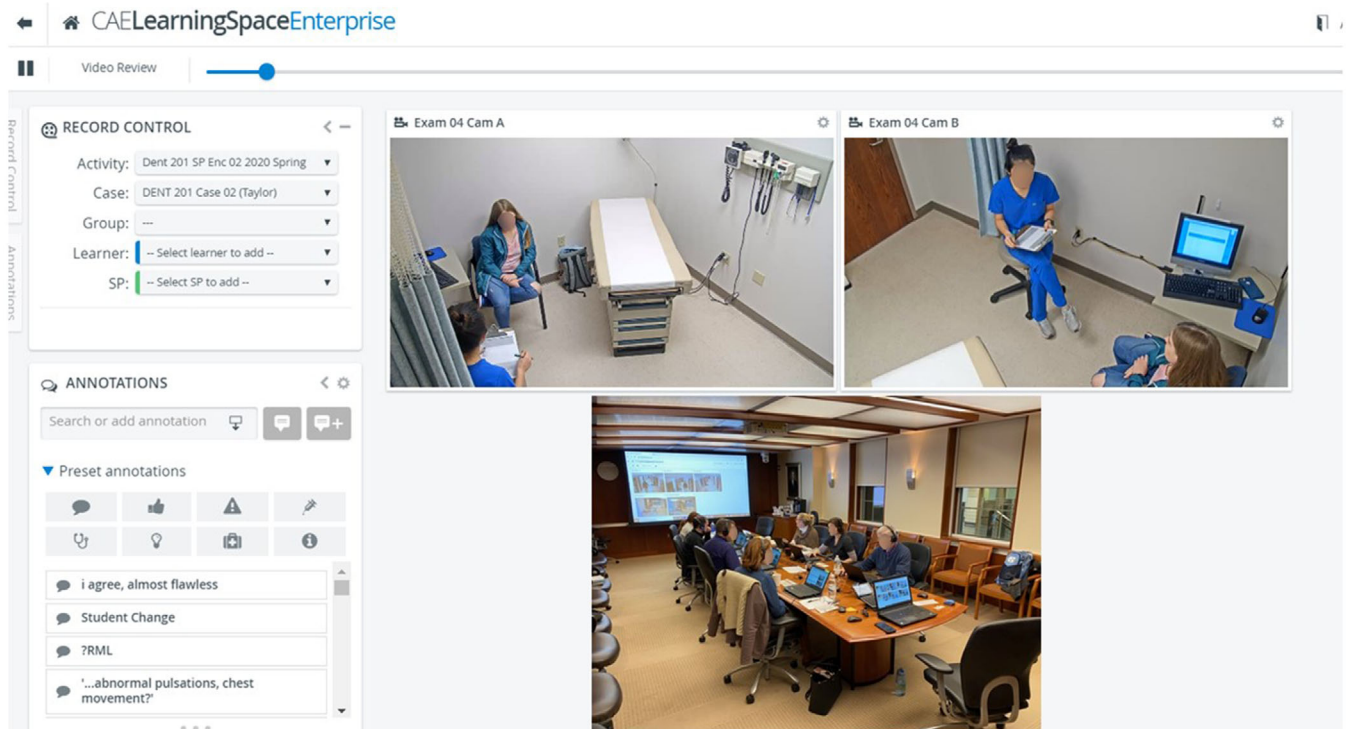 CAELearningSpaceEnterprise
Video Review
Record Control
Annotations
RECORD CONTROL
Activity: Dent 201 SP Enc 02 2020 Spring
Case: DENT 201 Case 02 (Taylor)
Group: ---
Learner: -- Select learner to add --
SP: -- Select SP to add --
ANNOTATIONS
Search or add annotation
Preset annotations
i agree, almost flawless
Student Change
?RML
'...abnormal pulsations, chest
movement?'
Exam 04 Cam A
Exam 04 Cam B